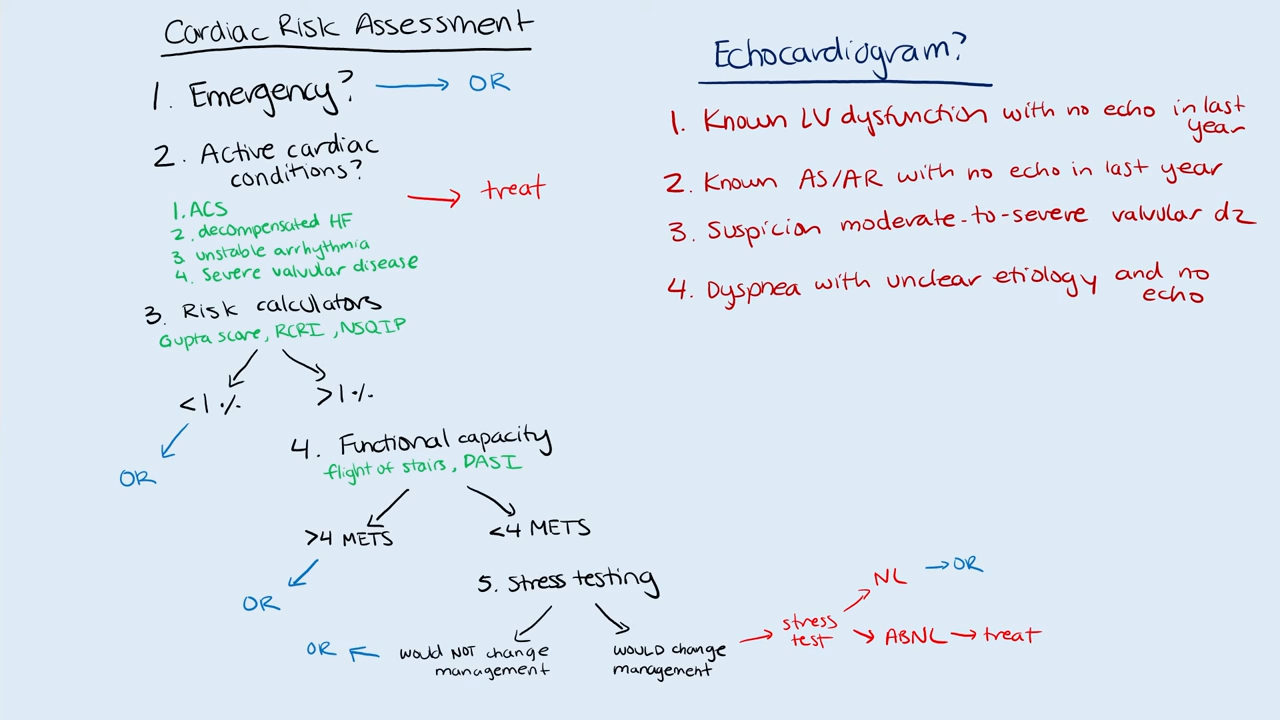 Cardiac Risk Assessment
1. Emergency? → OR
2. Active cardiac
conditions?
→ treat
1. ACS
2. decompensated HF
3 unstable arrhythmia
4. Severe valvular disease
3. Risk calculators
Gupta score, RCRI, NSQIP
<1% >1%
OR
4. Functional capacity
flight of stairs, DASI
>4 METS <4 METS
OR
5. Stress testing
OR ← would NOT change
management
WOULD change
management
→ stress
test
NL → OR
ABNL → treat
Echocardiogram?
1. Known LV dysfunction with no echo in last
year
2. Known AS/AR with no echo in last year
3. Suspicion moderate-to-severe valvular dz
4. Dyspnea with unclear etiology and no
echo